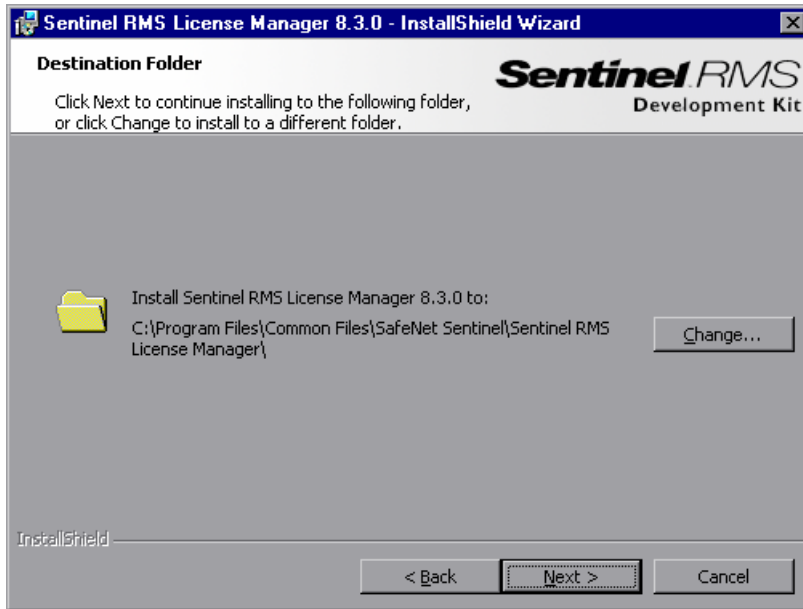 Sentinel RMS License Manager 8.3.0 - InstallShield Wizard
Destination Folder
Click Next to continue installing to the following folder,
or click Change to install to a different folder.
Sentinel RMS
Development Kit
Install Sentinel RMS License Manager 8.3.0 to:
C:\Program Files\Common Files\SafeNet Sentinel\Sentinel RMS
License Manager\
Change...
InstallShield
< Back
Next >
Cancel